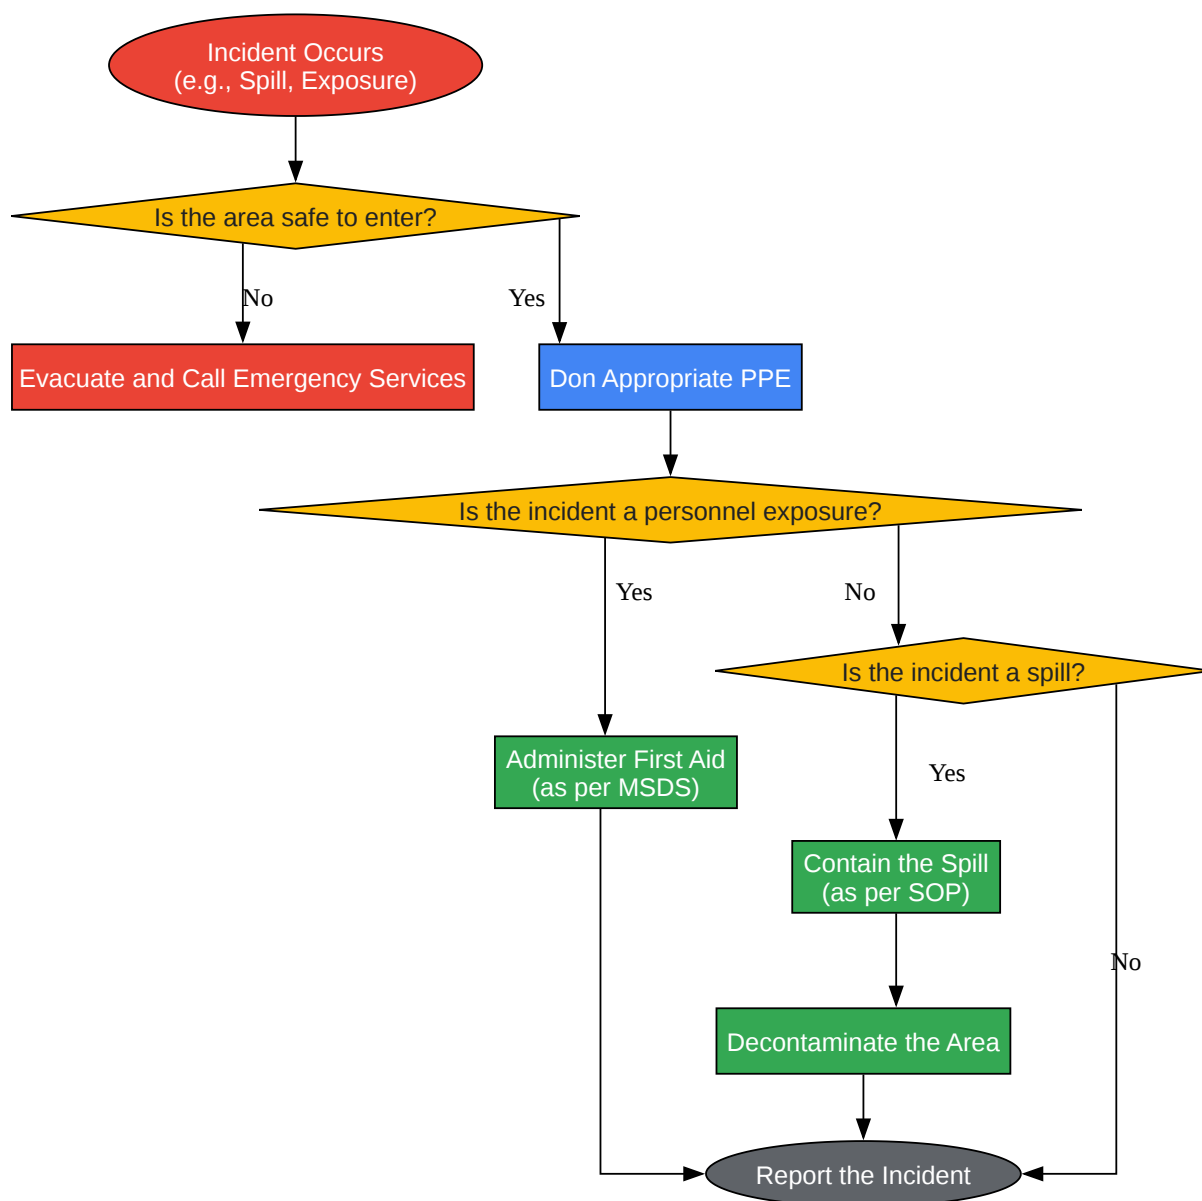 Incident Occurs
(e.g., Spill, Exposure)
Is the area safe to enter?
No
Yes
Evacuate and Call Emergency Services
Don Appropriate PPE
Is the incident a personnel exposure?
Yes
No
Is the incident a spill?
Administer First Aid
(as per MSDS)
Yes
Contain the Spill
(as per SOP)
No
Decontaminate the Area
Report the Incident